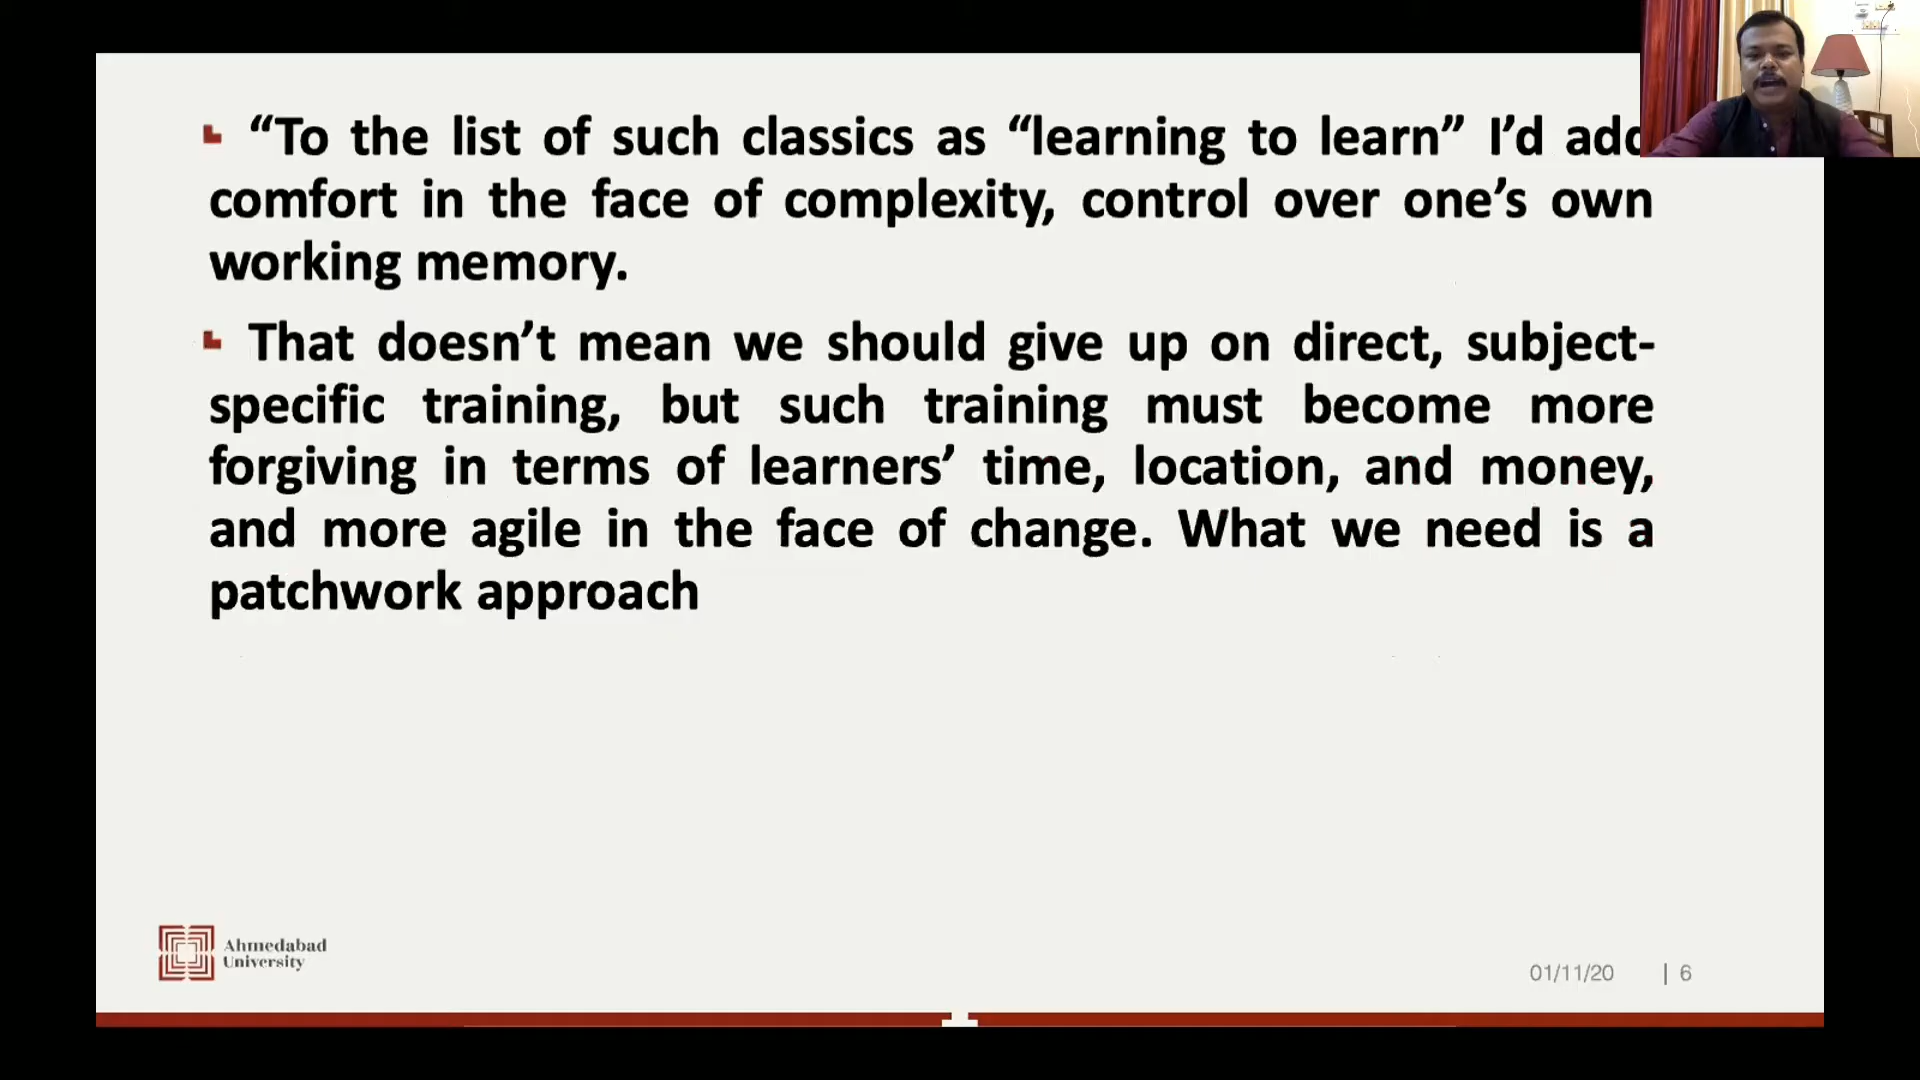 “To the list of such classics as “learning to learn” I’d add
comfort in the face of complexity, control over one’s own
working memory.
That doesn’t mean we should give up on direct, subject-
specific training, but such training must become more
forgiving in terms of learners’ time, location, and money,
and more agile in the face of change. What we need is a
patchwork approach
Ahmedabad
University
01/11/20 | 6